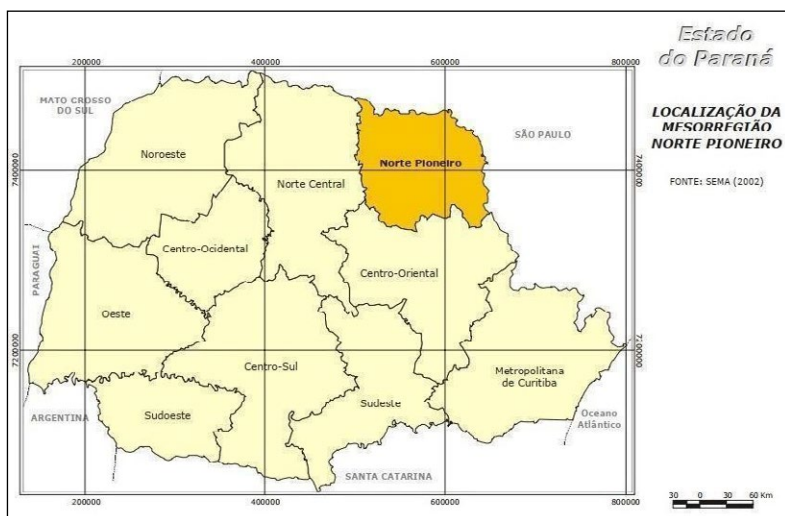 Estado
do Paraná
LOCALIZAÇÃO DA
MESORREGIÃO
NORTE PIONEIRO
FONTE: SEMA (2002)
200000 400000 600000 800000
MATO GROSSO
DO SUL
SÃO PAULO
Noroeste
Norte Pioneiro
7400000
7400000
Norte Central
Centro-Ocidental
PARAGUAI
Centro-Oriental
Oeste
7200000
7200000
Centro-Sul
Metropolitana
de Curitiba
Sudeste
ARGENTINA
Sudoeste
Oceano
Atlântico
SANTA CATARINA
200000 400000 600000 800000
30 0 30 60 Km